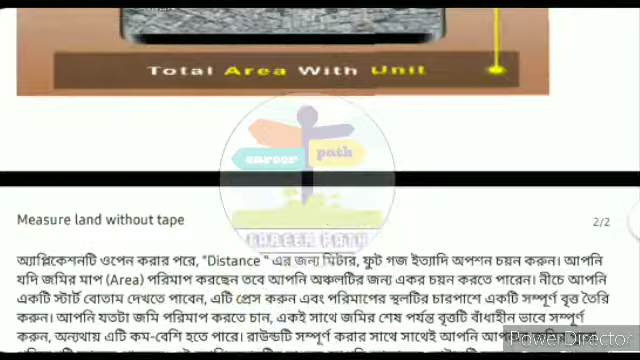 Total Area With Unit
career path
CAREER PATH
Measure land without tape
2/2
অ্যাপ্লিকেশনটি ওপেন করার পরে, "Distance " এর জন্য মিটার, ফুট গজ ইত্যাদি অপশন চয়ন করুন। আপনি
যদি জমির মাপ (Area) পরিমাপ করছেন তবে আপনি অঞ্চলটির জন্য একর চয়ন করতে পারেন। নীচে আপনি
একটি স্টার্ট বোতাম দেখতে পাবেন, এটি প্রেস করুন এবং পরিমাপের স্থলটির চারপাশে একটি সম্পূর্ণ বৃত্ত তৈরি
করুন। আপনি যতটা জমি পরিমাপ করতে চান, একই সাথে জমির শেষ পর্যন্ত বৃত্তটি বাঁধাহীন ভাবে সম্পূর্ণ
করুন, অন্যথায় এটি কম-বেশি হতে পারে। রাউন্ডটি সম্পূর্ণ করার সাথে সাথেই আপনি
PowerDirector